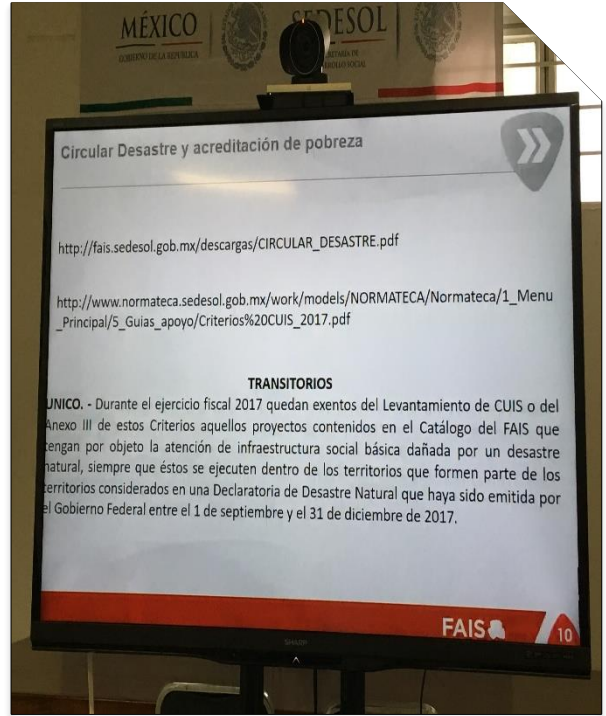 MÉXICO
GOBIERNO DE LA REPÚBLICA
SEDESOL
SECRETARÍA DE
DESARROLLO SOCIAL
Circular Desastre y acreditación de pobreza
http://fais.sedesol.gob.mx/descargas/CIRCULAR_DESASTRE.pdf
http://www.normateca.sedesol.gob.mx/work/models/NORMATECA/Normateca/1_Menu
_Principal/5_Guias_apoyo/Criterios%20CUIS_2017.pdf
TRANSITORIOS
UNICO. - Durante el ejercicio fiscal 2017 quedan exentos del Levantamiento de CUIS o del
Anexo III de estos Criterios aquellos proyectos contenidos en el Catálogo del FAIS que
tengan por objeto la atención de infraestructura social básica dañada por un desastre
natural, siempre que éstos se ejecuten dentro de los territorios que formen parte de los
territorios considerados en una Declaratoria de Desastre Natural que haya sido emitida por
el Gobierno Federal entre el 1 de septiembre y el 31 de diciembre de 2017.
FAIS
10
SHARP